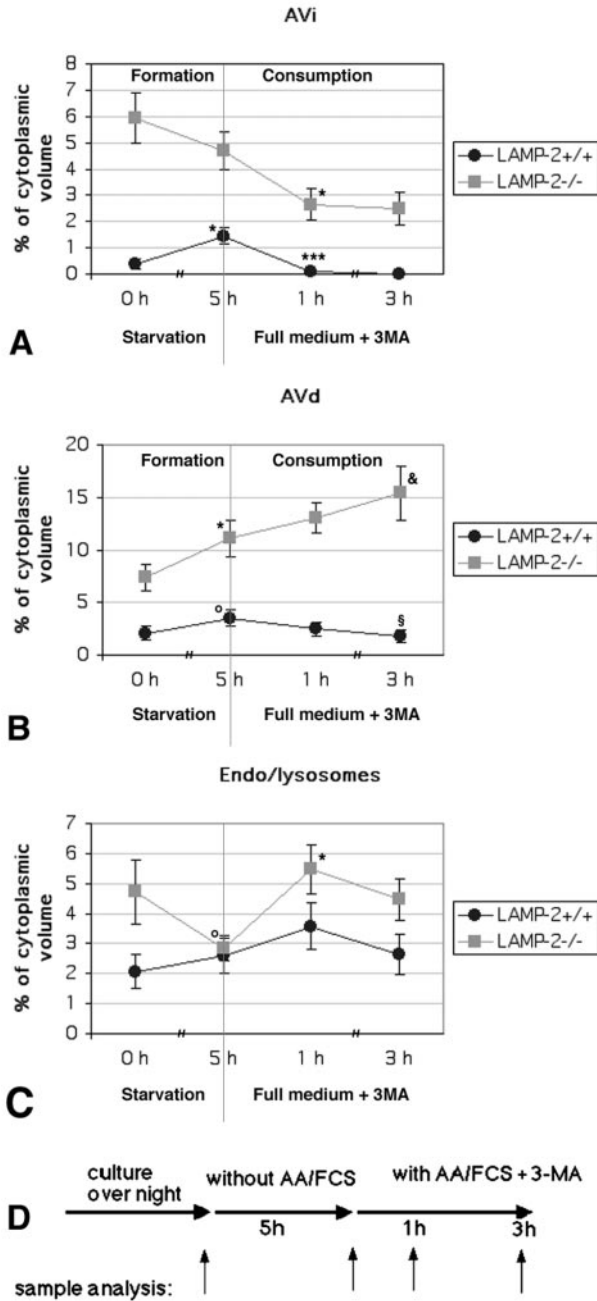 AVi
Formation Consumption
% of cytoplasmic volume
8
7
6
5
4
3
2
1
0
* *** *
0 h 5 h 1 h 3 h
Starvation Full medium + 3MA
LAMP-2+/+
LAMP-2-/-
A
AVd
Formation Consumption
% of cytoplasmic volume
20
15
10
5
0
* ° & §
0 h 5 h 1 h 3 h
Starvation Full medium + 3MA
LAMP-2+/+
LAMP-2-/-
B
Endo/lysosomes
% of cytoplasmic volume
7
6
5
4
3
2
1
0
° *
0 h 5 h 1 h 3 h
Starvation Full medium + 3MA
LAMP-2+/+
LAMP-2-/-
C
D
culture
over night
without AA/FCS
with AA/FCS + 3-MA
5h 1h 3h
sample analysis: